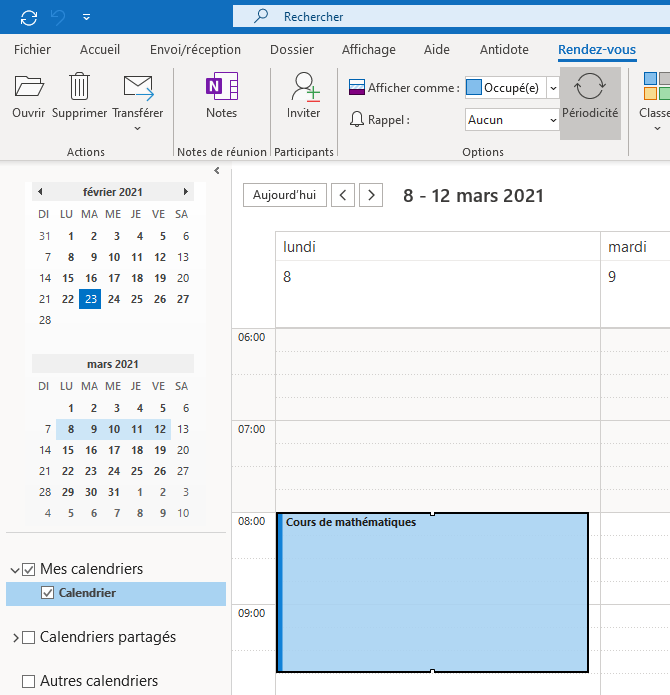 Rechercher
Fichier Accueil Envoi/réception Dossier Affichage Aide Antidote Rendez-vous
Ouvrir Supprimer Transférer Notes Inviter Afficher comme : Occupé(e) Périodicité Classe
Rappel : Aucun
Actions Notes de réunion Participants Options
février 2021
DI LU MA ME JE VE SA
31 1 2 3 4 5 6
7 8 9 10 11 12 13
14 15 16 17 18 19 20
21 22 23 24 25 26 27
28
mars 2021
DI LU MA ME JE VE SA
1 2 3 4 5 6
7 8 9 10 11 12 13
14 15 16 17 18 19 20
21 22 23 24 25 26 27
28 29 30 31 1 2 3
4 5 6 7 8 9 10
Mes calendriers
Calendrier
Calendriers partagés
Autres calendriers
Aujourd'hui 8 - 12 mars 2021
lundi mardi
8 9
06:00
07:00
08:00 Cours de mathématiques
09:00